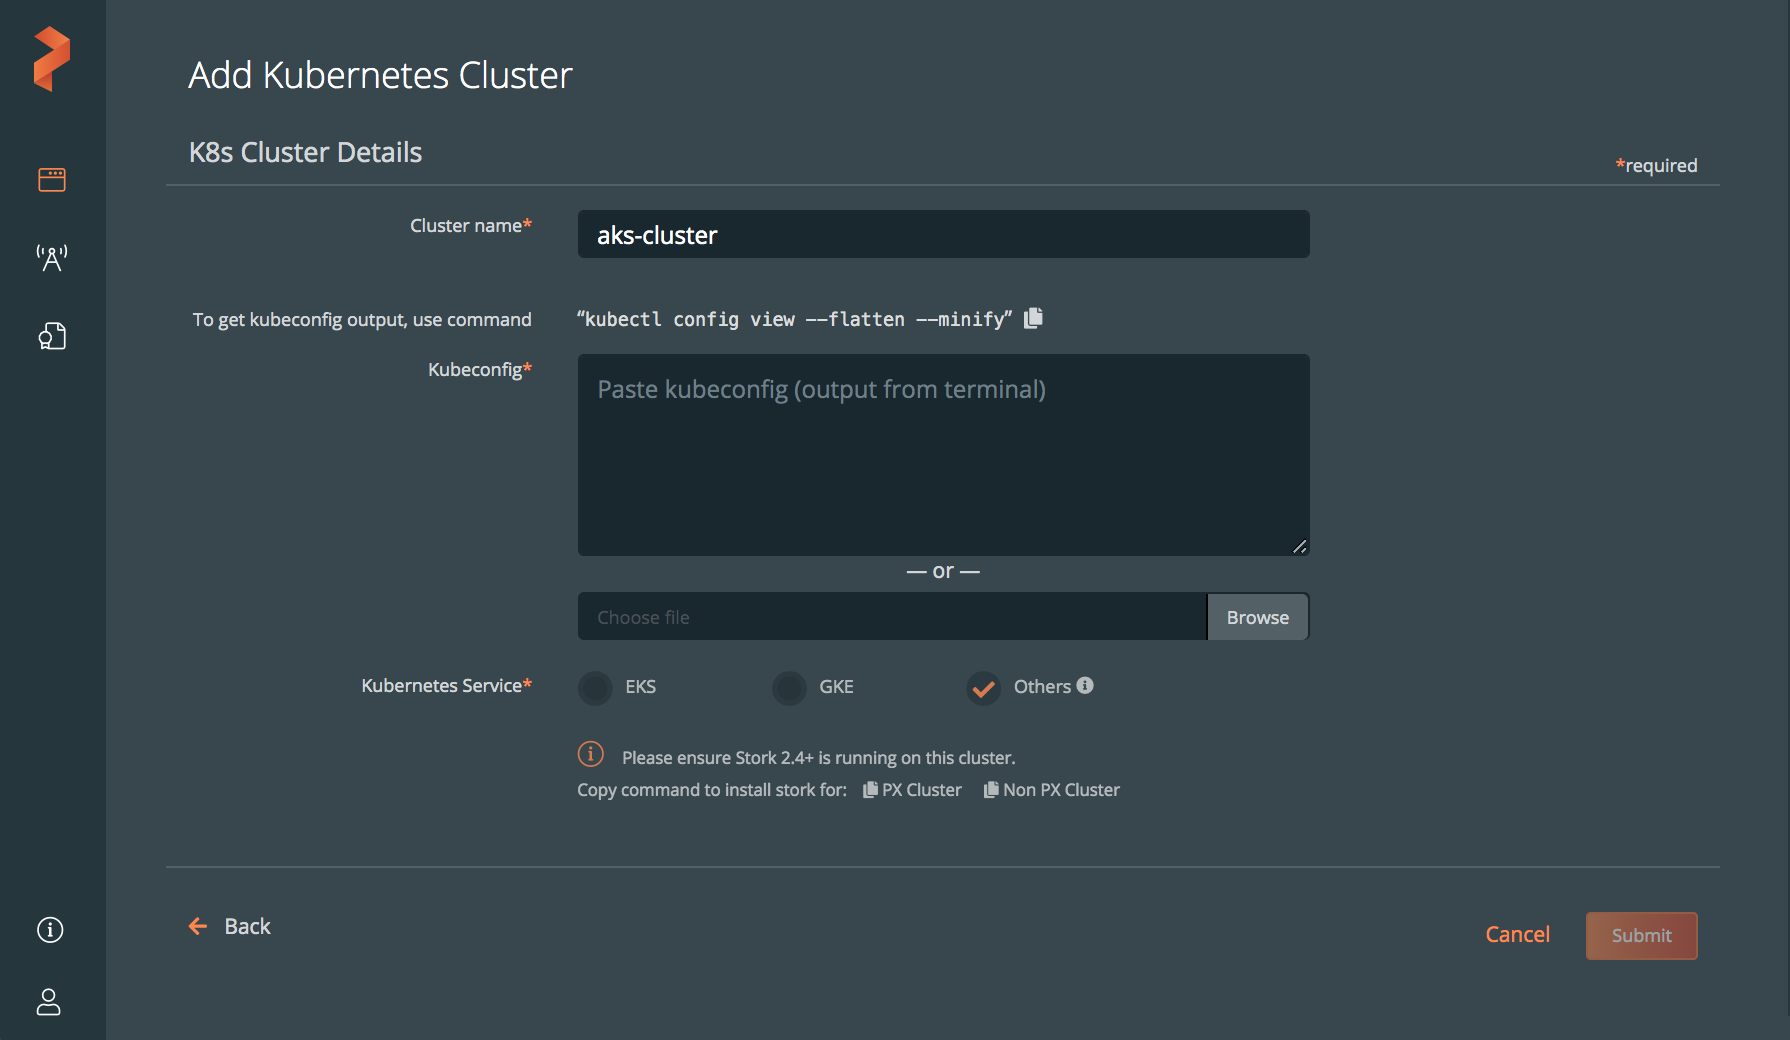 Add Kubernetes Cluster
K8s Cluster Details
*required
Cluster name*
aks-cluster
To get kubeconfig output, use command
“kubectl config view --flatten --minify”
Kubeconfig*
Paste kubeconfig (output from terminal)
— or —
Choose file
Browse
Kubernetes Service*
EKS
GKE
Others
Please ensure Stork 2.4+ is running on this cluster.
Copy command to install stork for: PX Cluster Non PX Cluster
Back
Cancel
Submit